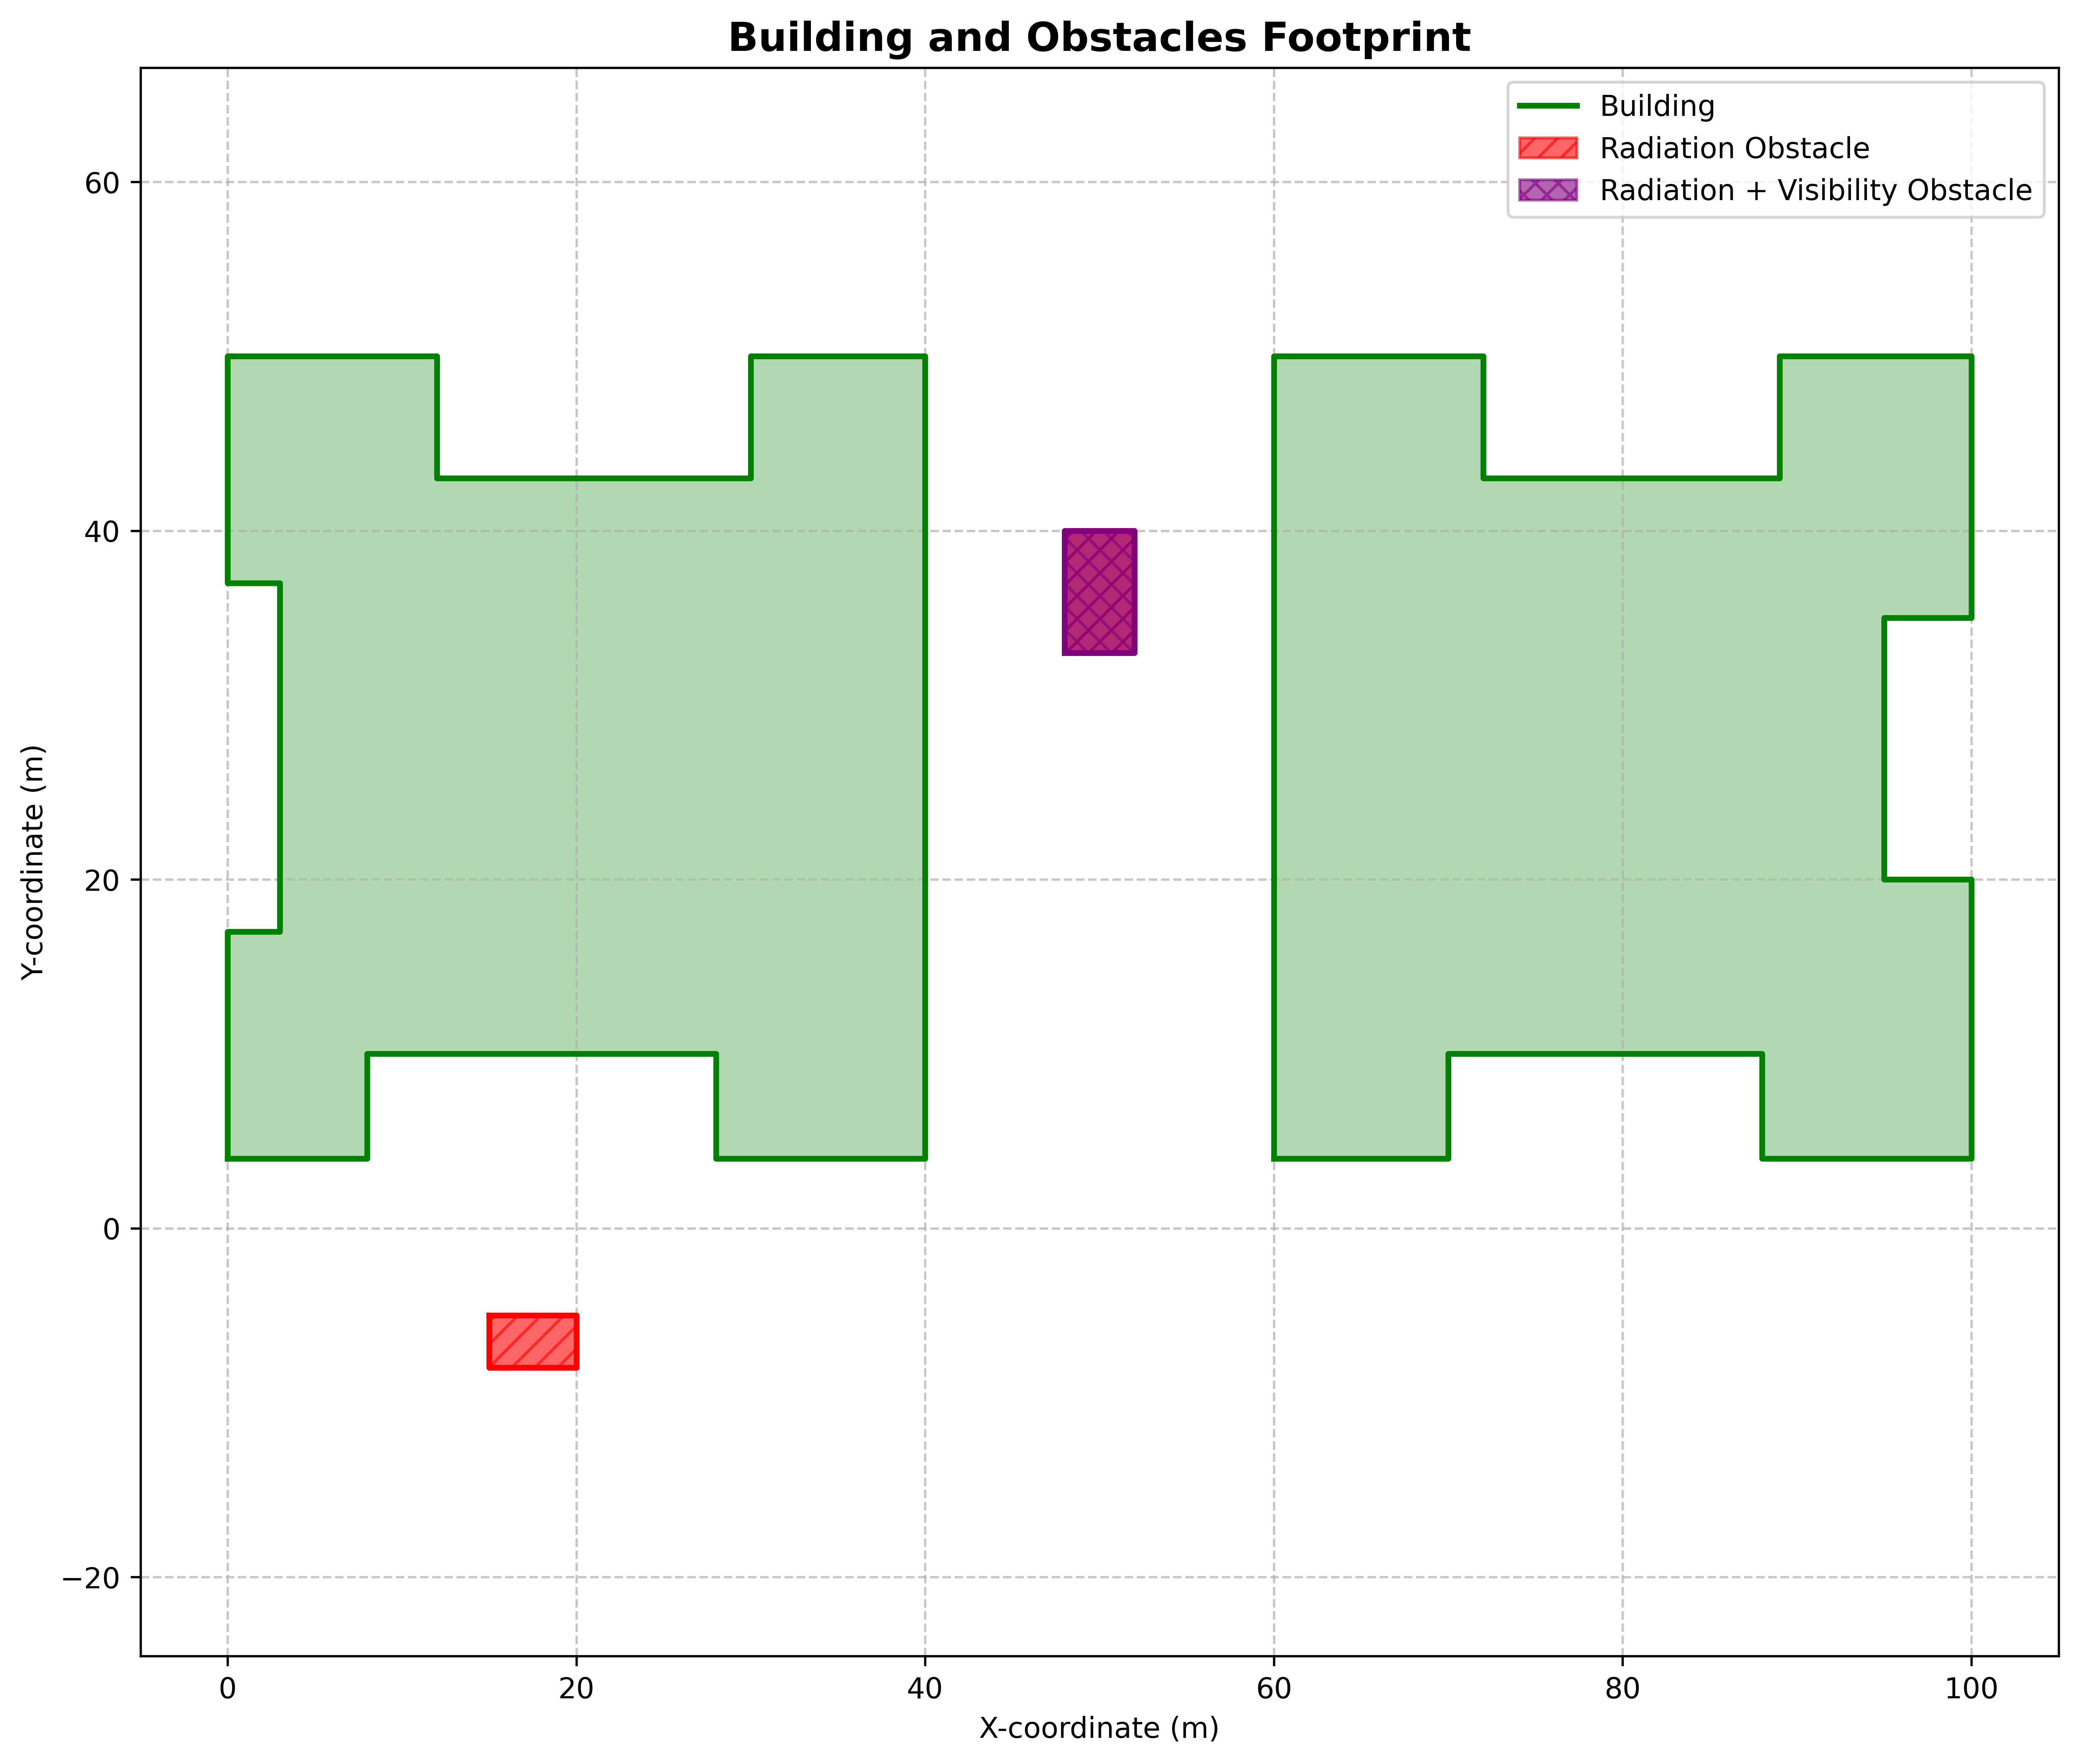 Building and Obstacles Footprint
Building
Radiation Obstacle
Radiation + Visibility Obstacle
60
40
20
0
−20
Y-coordinate (m)
0 20 40 60 80 100
X-coordinate (m)